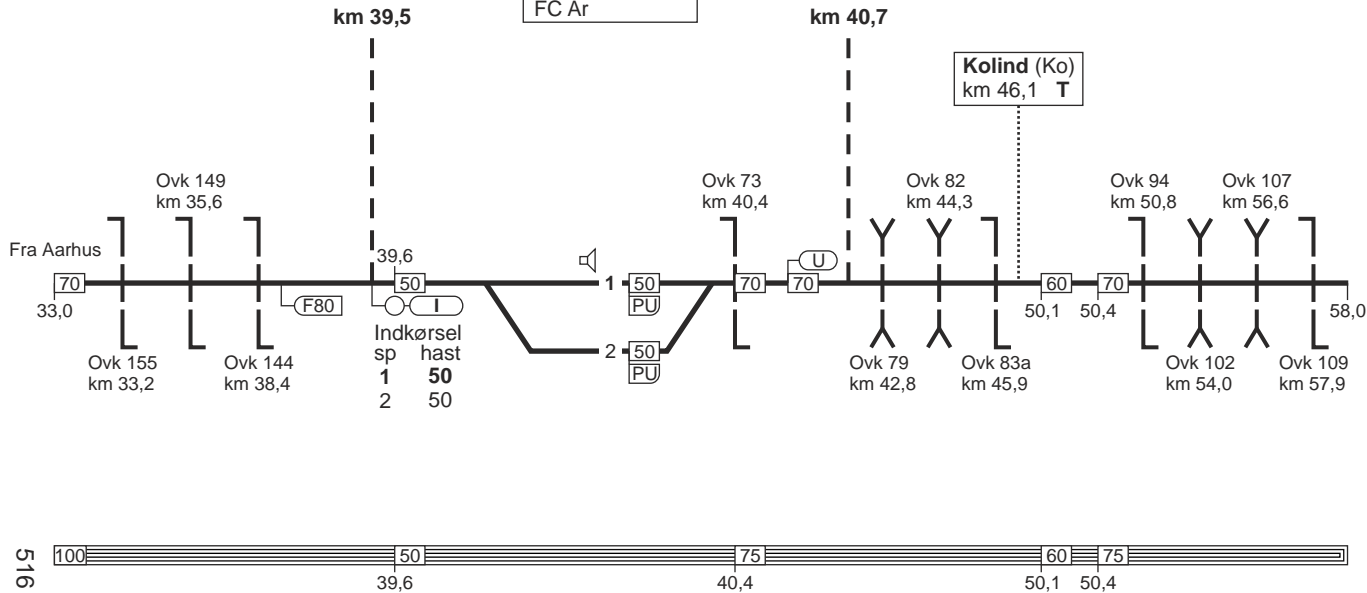 FC Ar
km 39,5
km 40,7
Kolind (Ko)
km 46,1 T
Ovk 149
km 35,6
Ovk 73
km 40,4
Ovk 82
km 44,3
Ovk 94
km 50,8
Ovk 107
km 56,6
Fra Aarhus
39,6
U
70
50
1
50
70
70
60
70
33,0
F80
I
PU
50,1
50,4
58,0
Ovk 155
km 33,2
Ovk 144
km 38,4
Indkørsel
sp hast
1 50
2 50
2
50
PU
Ovk 79
km 42,8
Ovk 83a
km 45,9
Ovk 102
km 54,0
Ovk 109
km 57,9
516
100
50
75
60
75
39,6
40,4
50,1
50,4